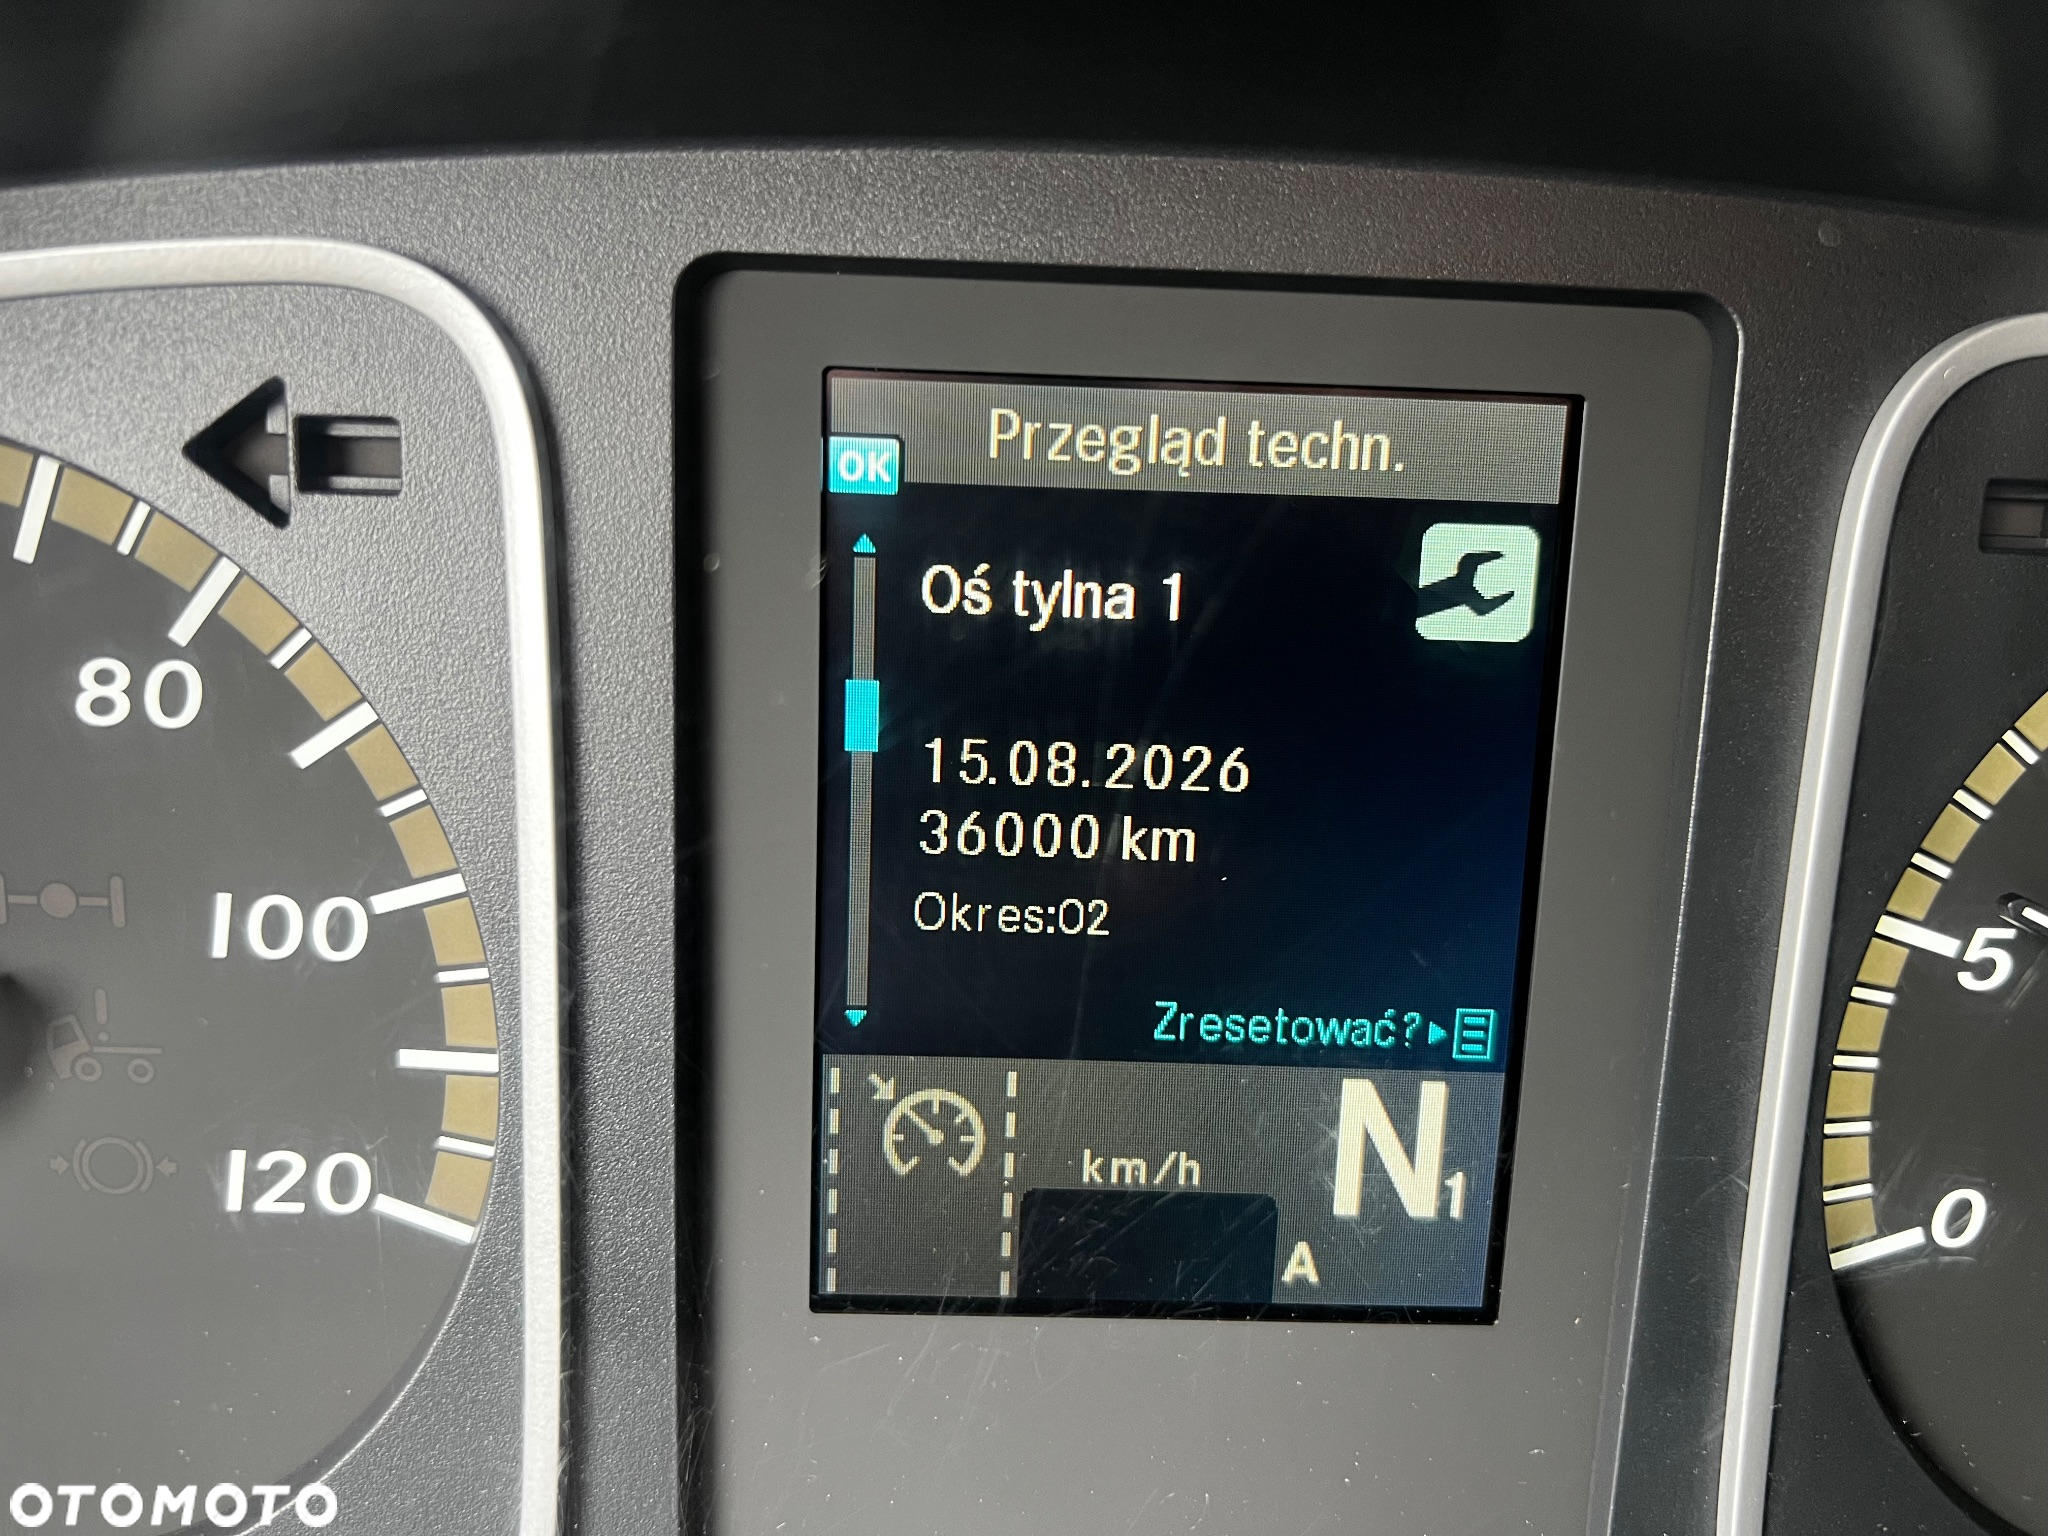 Przegląd techn.
OK
Oś tylna 1
15.08.2026
36000 km
Okres:02
Zresetować?
km/h
N1
A
80
100
120
5
0
OTOMOTO